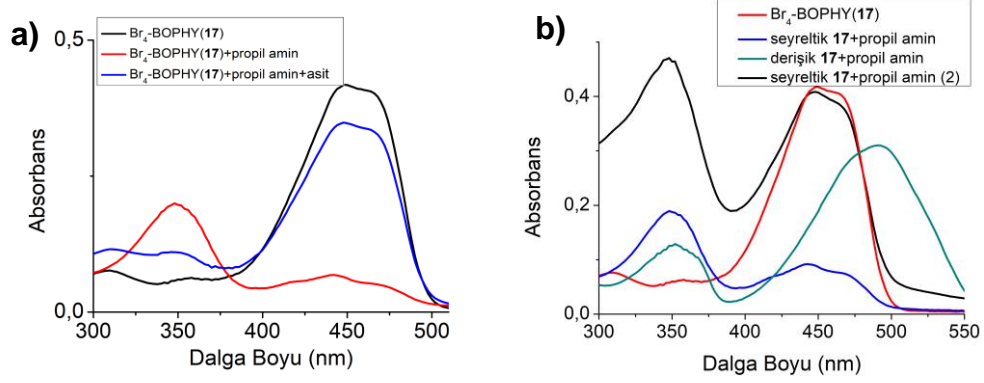 a)
0,5
Br4-BOPHY(17)
Br4-BOPHY(17)+propil amin
Br4-BOPHY(17)+propil amin+asit
Absorbans
0,0
300 350 400 450 500
Dalga Boyu (nm)
b)
Br4-BOPHY(17)
seyreltik 17+propil amin
derişik 17+propil amin
seyreltik 17+propil amin (2)
0,4
0,2
Absorbans
0,0
300 350 400 450 500 550
Dalga Boyu (nm)